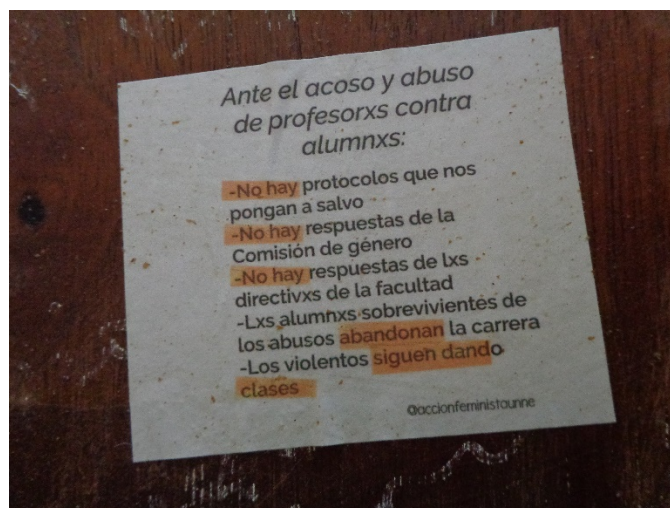 Ante el acoso y abuso
de profesorxs contra
alumnxs:
-No hay protocolos que nos
pongan a salvo
-No hay respuestas de la
Comisión de género
-No hay respuestas de lxs
directivxs de la facultad
-Lxs alumnxs sobrevivientes de
los abusos abandonan la carrera
-Los violentos siguen dando
clases
@accionfeministaunne